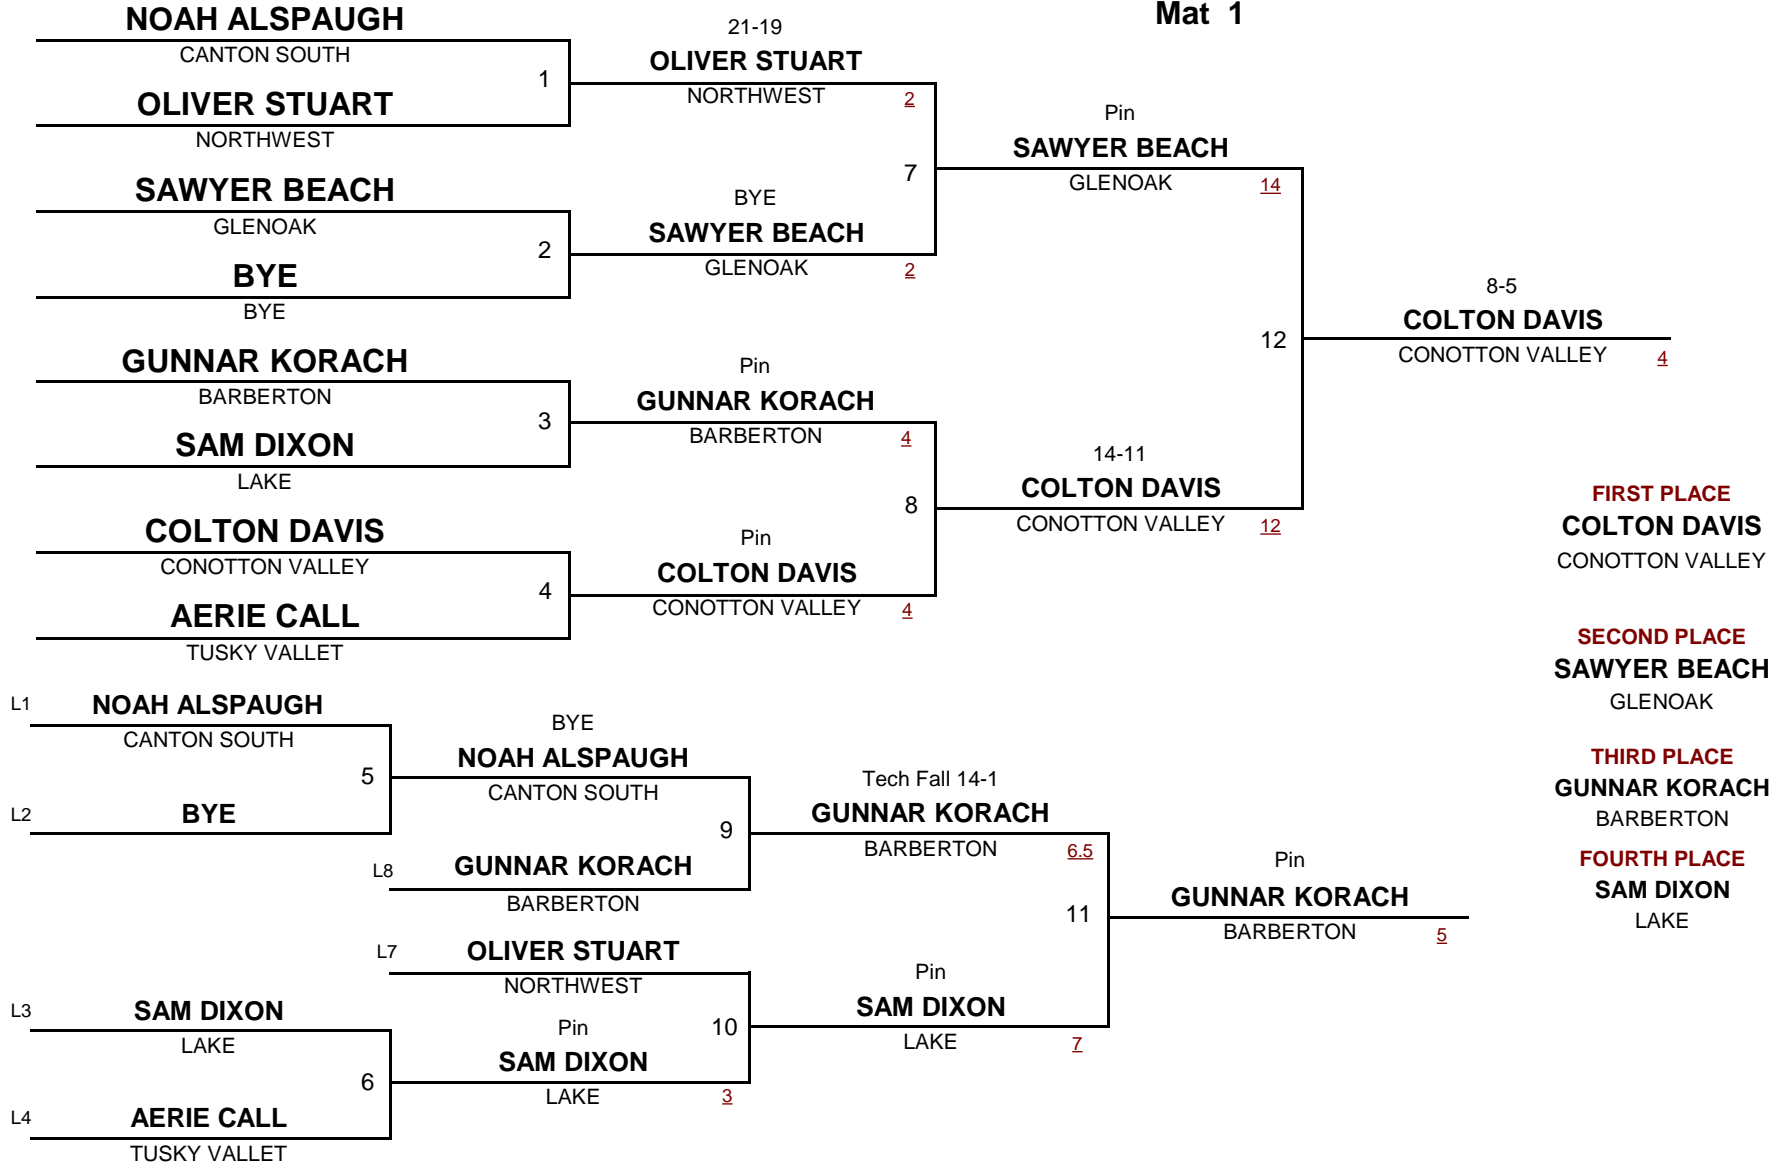 Mat 1
NOAH ALSPAUGH
CANTON SOUTH
1
OLIVER STUART
NORTHWEST
SAWYER BEACH
GLENOAK
2
BYE
BYE
GUNNAR KORACH
BARBERTON
3
SAM DIXON
LAKE
COLTON DAVIS
CONOTTON VALLEY
4
AERIE CALL
TUSKY VALLET
21-19
OLIVER STUART
NORTHWEST 2
7
BYE
SAWYER BEACH
GLENOAK 2
Pin
GUNNAR KORACH
BARBERTON 4
8
Pin
COLTON DAVIS
CONOTTON VALLEY 4
Pin
SAWYER BEACH
GLENOAK 14
12
14-11
COLTON DAVIS
CONOTTON VALLEY 12
8-5
COLTON DAVIS
CONOTTON VALLEY 4
FIRST PLACE
COLTON DAVIS
CONOTTON VALLEY
SECOND PLACE
SAWYER BEACH
GLENOAK
THIRD PLACE
GUNNAR KORACH
BARBERTON
FOURTH PLACE
SAM DIXON
LAKE
L1 NOAH ALSPAUGH
CANTON SOUTH
5
L2 BYE
L3 SAM DIXON
LAKE
6
L4 AERIE CALL
TUSKY VALLET
BYE
NOAH ALSPAUGH
CANTON SOUTH
9
L8 GUNNAR KORACH
BARBERTON
L7 OLIVER STUART
NORTHWEST
10
Pin
SAM DIXON
LAKE 3
Tech Fall 14-1
GUNNAR KORACH
BARBERTON 6.5
11
Pin
SAM DIXON
LAKE 7
Pin
GUNNAR KORACH
BARBERTON 5